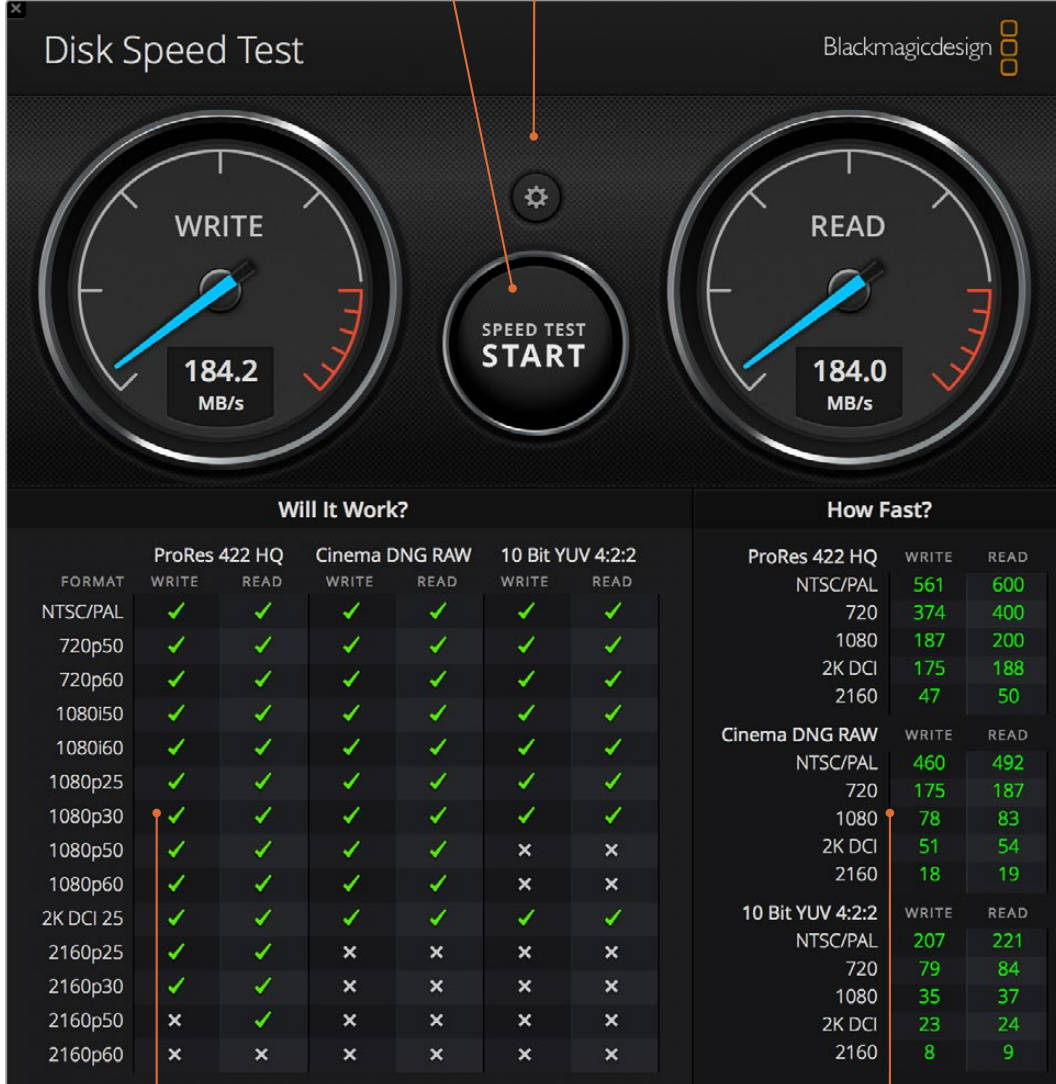 Disk Speed Test
Blackmagicdesign
WRITE
184.2
MB/s
SPEED TEST
START
READ
184.0
MB/s
Will It Work?
ProRes 422 HQ Cinema DNG RAW 10 Bit YUV 4:2:2
FORMAT WRITE READ WRITE READ WRITE READ
NTSC/PAL ✓ ✓ ✓ ✓ ✓ ✓
720p50 ✓ ✓ ✓ ✓ ✓ ✓
720p60 ✓ ✓ ✓ ✓ ✓ ✓
1080i50 ✓ ✓ ✓ ✓ ✓ ✓
1080i60 ✓ ✓ ✓ ✓ ✓ ✓
1080p25 ✓ ✓ ✓ ✓ ✓ ✓
1080p30 ✓ ✓ ✓ ✓ ✓ ✓
1080p50 ✓ ✓ ✓ ✓ × ×
1080p60 ✓ ✓ ✓ ✓ × ×
2K DCI 25 ✓ ✓ ✓ ✓ ✓ ✓
2160p25 ✓ ✓ × × × ×
2160p30 ✓ ✓ × × × ×
2160p50 × ✓ × × × ×
2160p60 × × × × × ×
How Fast?
ProRes 422 HQ WRITE READ
NTSC/PAL 561 600
720 374 400
1080 187 200
2K DCI 175 188
2160 47 50
Cinema DNG RAW WRITE READ
NTSC/PAL 460 492
720 175 187
1080 78 83
2K DCI 51 54
2160 18 19
10 Bit YUV 4:2:2 WRITE READ
NTSC/PAL 207 221
720 79 84
1080 35 37
2K DCI 23 24
2160 8 9